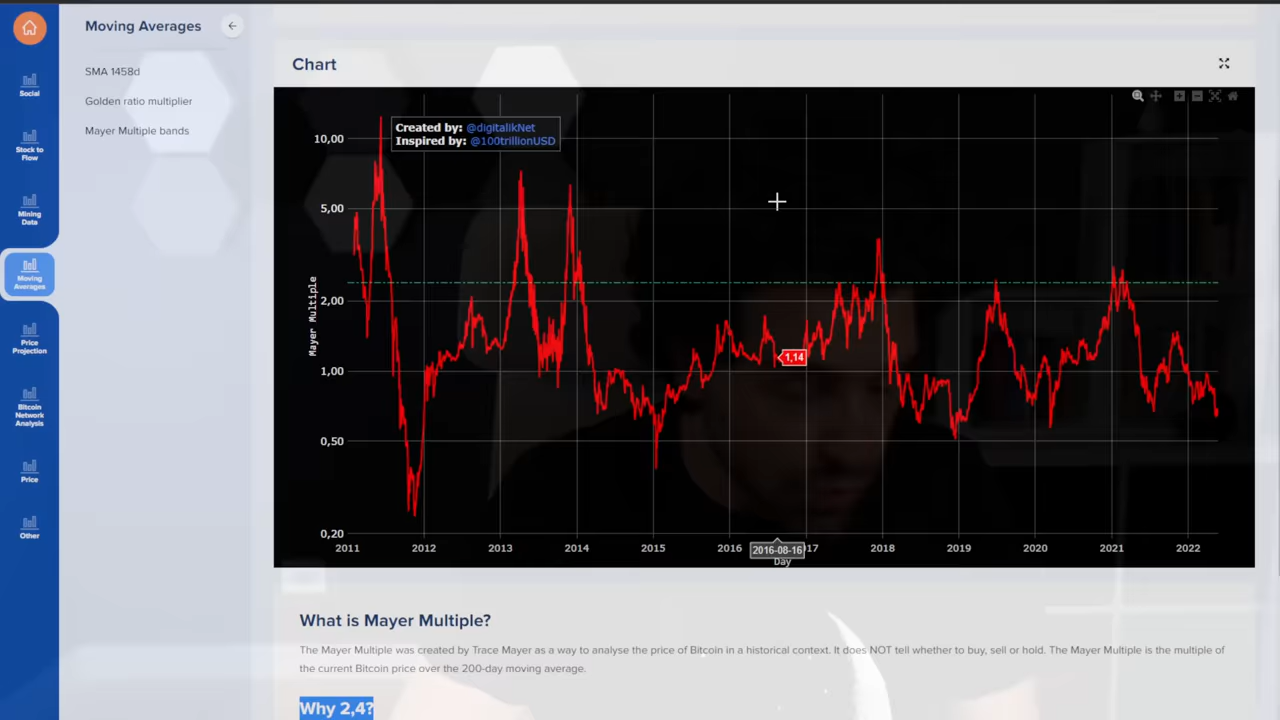 Moving Averages
SMA 1458d
Golden ratio multiplier
Mayer Multiple bands
Social
Stock to
Flow
Mining
Data
Moving
Averages
Price
Projection
Bitcoin
Network
Analysis
Price
Other
Chart
Created by: @digitalikNet
Inspired by: @100trillionUSD
Mayer Multiple
10,00
5,00
2,00
1,00
0,50
0,20
1,14
2011 2012 2013 2014 2015 2016 2016-08-16 17 2018 2019 2020 2021 2022
Day
What is Mayer Multiple?
The Mayer Multiple was created by Trace Mayer as a way to analyse the price of Bitcoin in a historical context. It does NOT tell whether to buy, sell or hold. The Mayer Multiple is the multiple of
the current Bitcoin price over the 200-day moving average.
Why 2,4?